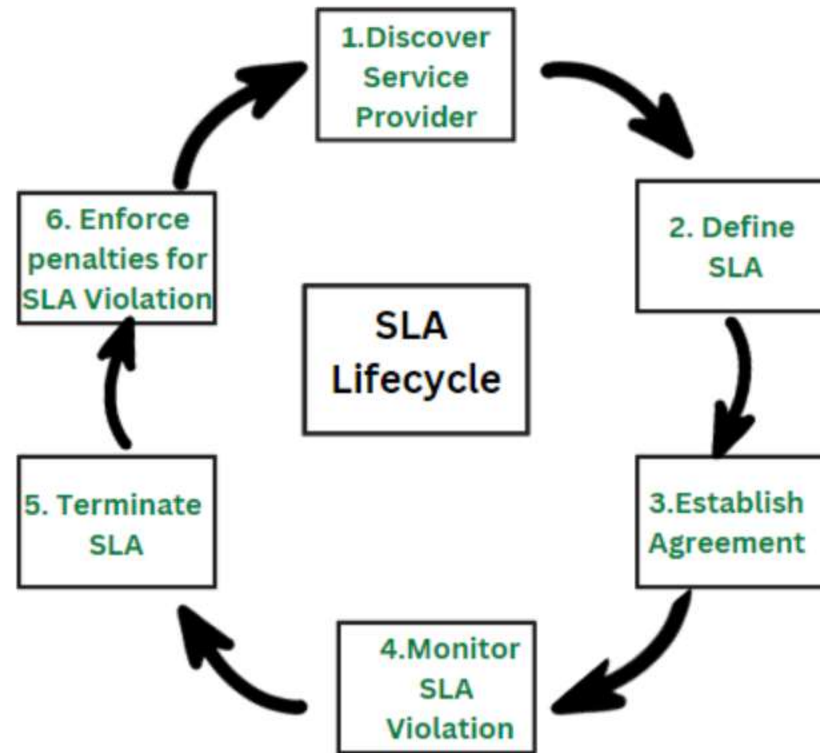 1.Discover
Service
Provider
2. Define
SLA
3.Establish
Agreement
4.Monitor
SLA
Violation
5. Terminate
SLA
6. Enforce
penalties for
SLA Violation
SLA
Lifecycle